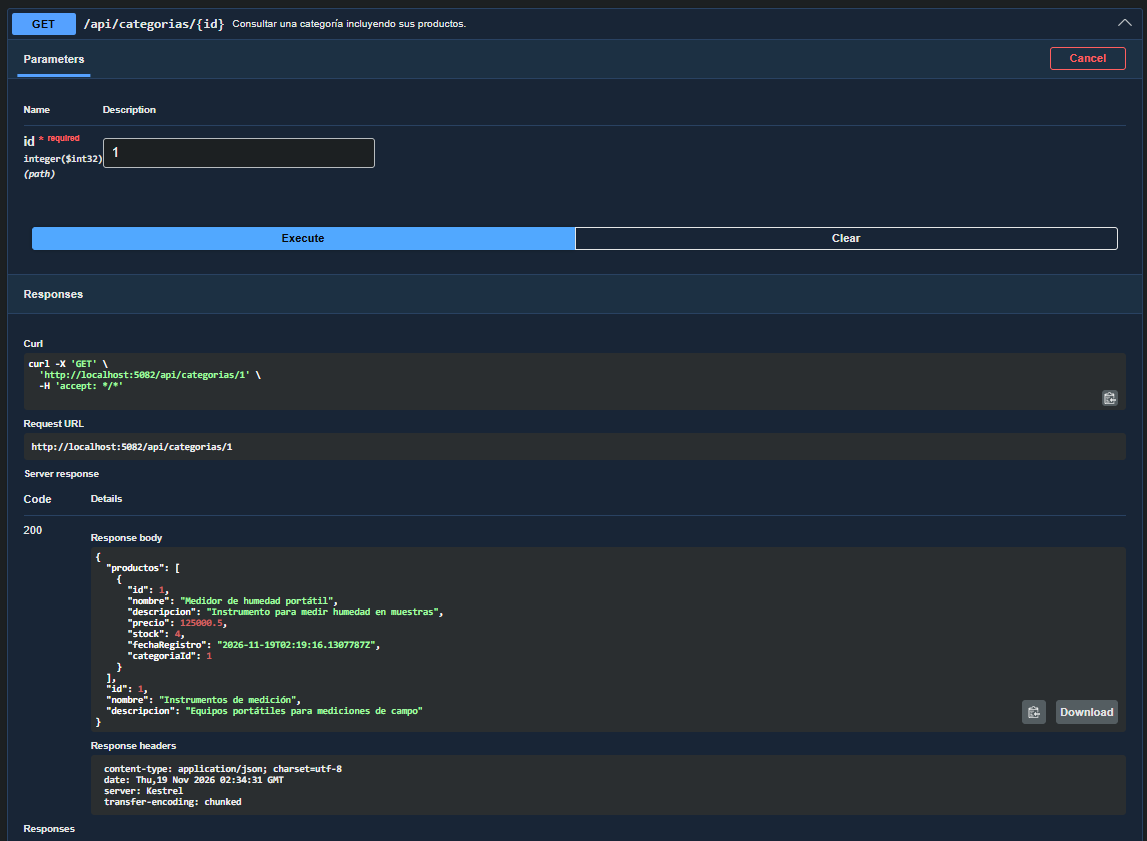 GET /api/categorias/{id} Consultar una categoría incluyendo sus productos.
Parameters
Cancel
Name Description
id * required
integer($int32)
(path)
1
Execute Clear
Responses
Curl
curl -X 'GET' \
'http://localhost:5082/api/categorias/1' \
-H 'accept: */*'
Request URL
http://localhost:5082/api/categorias/1
Server response
Code Details
200
Response body
{
"productos": [
{
"id": 1,
"nombre": "Medidor de humedad portátil",
"descripcion": "Instrumento para medir humedad en muestras",
"precio": 125000.5,
"stock": 4,
"fechaRegistro": "2026-11-19T02:19:16.1307787Z",
"categoriaId": 1
}
],
"id": 1,
"nombre": "Instrumentos de medición",
"descripcion": "Equipos portátiles para mediciones de campo"
}
Download
Response headers
content-type: application/json; charset=utf-8
date: Thu,19 Nov 2026 02:34:31 GMT
server: Kestrel
transfer-encoding: chunked
Responses